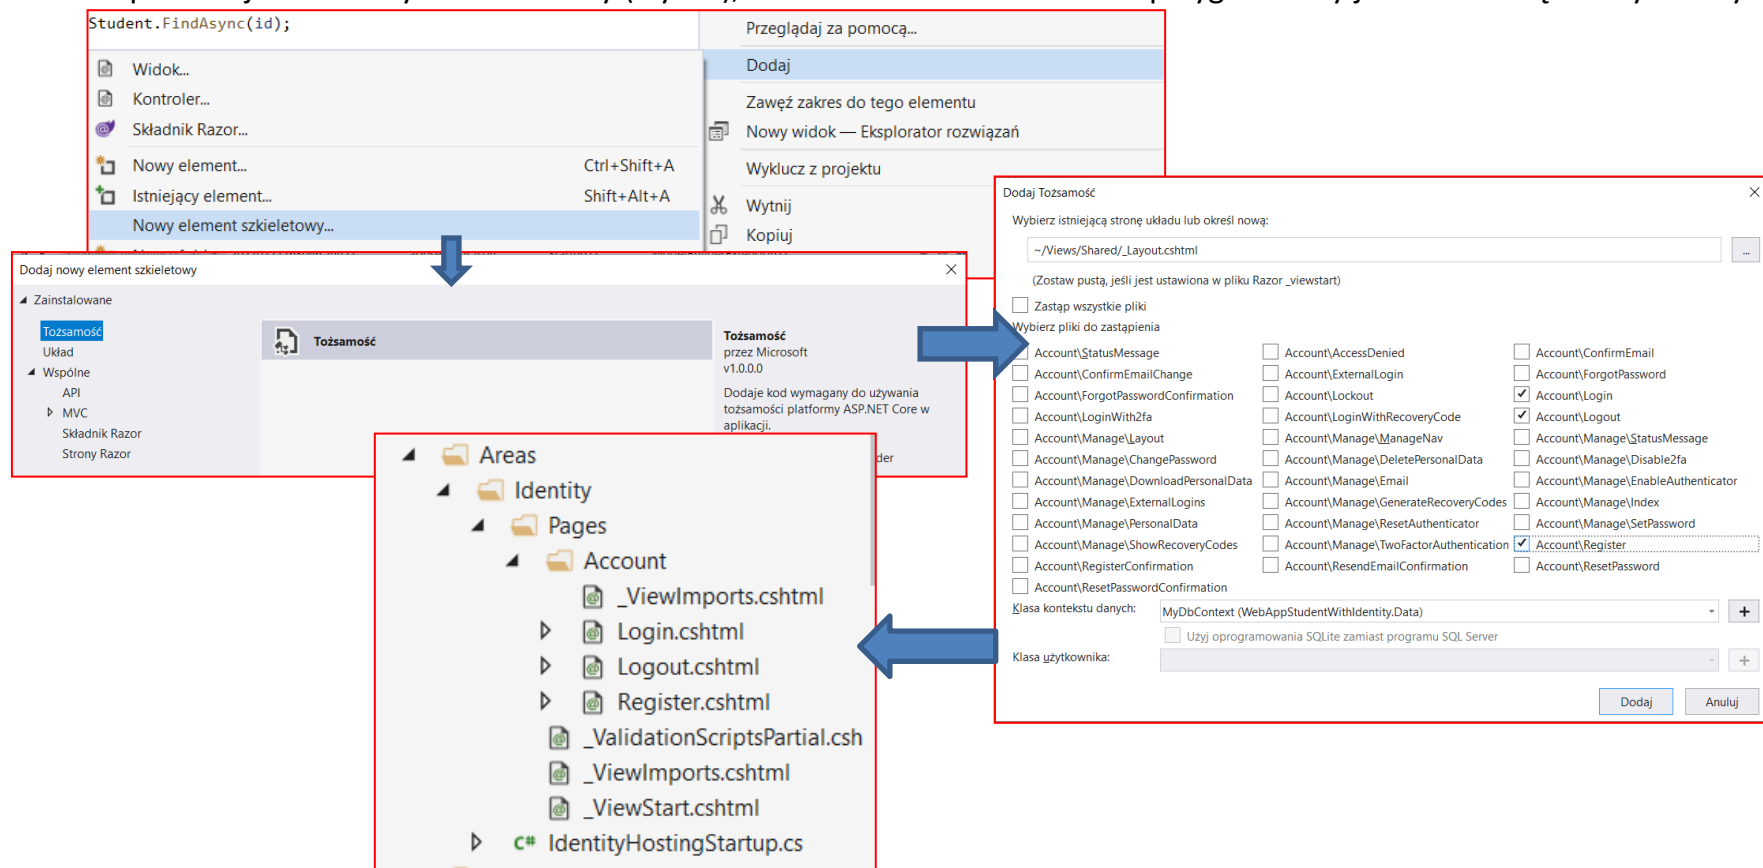 Student.FindAsync(id);
Widok...
Kontroler...
Składnik Razor...
Nowy element... Ctrl+Shift+A
Istniejący element... Shift+Alt+A
Nowy element szkieletowy...
Przeglądaj za pomocą...
Dodaj
Zawęź zakres do tego elementu
Nowy widok — Eksplorator rozwiązań
Wyklucz z projektu
Wytnij
Kopiuj
Dodaj nowy element szkieletowy
Zainstalowane
Tożsamość
Układ
Wspólne
API
MVC
Składnik Razor
Strony Razor
Tożsamość
Tożsamość
przez Microsoft
v1.0.0.0
Dodaje kod wymagany do używania
tożsamości platformy ASP.NET Core w
aplikacji.
der
Dodaj Tożsamość
Wybierz istniejącą stronę układu lub określ nową:
~/Views/Shared/_Layout.cshtml ...
(Zostaw pustą, jeśli jest ustawiona w pliku Razor _viewstart)
Zastąp wszystkie pliki
Wybierz pliki do zastąpienia
Account\StatusMessage Account\AccessDenied Account\ConfirmEmail
Account\ConfirmEmailChange Account\ExternalLogin Account\ForgotPassword
Account\ForgotPasswordConfirmation Account\Lockout Account\Login
Account\LoginWith2fa Account\LoginWithRecoveryCode Account\Logout
Account\Manage\Layout Account\Manage\ManageNav Account\Manage\StatusMessage
Account\Manage\ChangePassword Account\Manage\DeletePersonalData Account\Manage\Disable2fa
Account\Manage\DownloadPersonalData Account\Manage\Email Account\Manage\EnableAuthenticator
Account\Manage\ExternalLogins Account\Manage\GenerateRecoveryCodes Account\Manage\Index
Account\Manage\PersonalData Account\Manage\ResetAuthenticator Account\Manage\SetPassword
Account\Manage\ShowRecoveryCodes Account\Manage\TwoFactorAuthentication Account\Register
Account\RegisterConfirmation Account\ResendEmailConfirmation Account\ResetPassword
Account\ResetPasswordConfirmation
Klasa kontekstu danych: MyDbContext (WebAppStudentWithIdentity.Data) +
Użyj oprogramowania SQLite zamiast programu SQL Server
Klasa użytkownika: +
Dodaj Anuluj
Areas
Identity
Pages
Account
_ViewImports.cshtml
Login.cshtml
Logout.cshtml
Register.cshtml
_ValidationScriptsPartial.csh
_ViewImports.cshtml
_ViewStart.cshtml
C# IdentityHostingStartup.cs